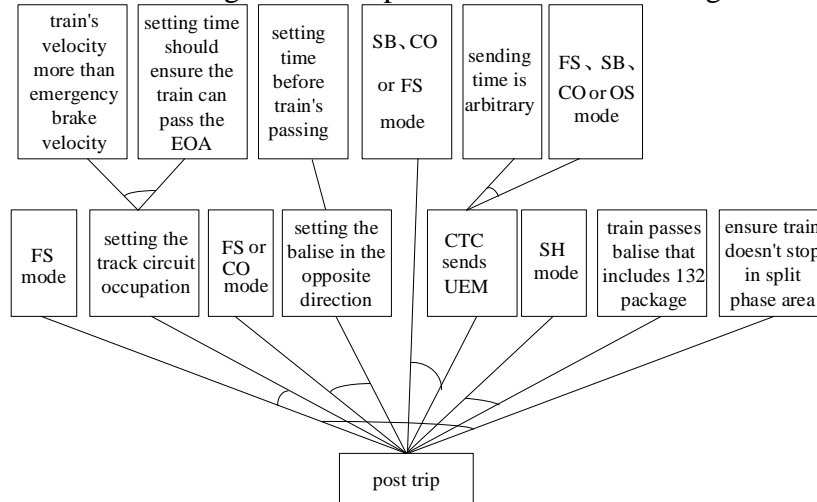 train's
velocity
more than
emergency
brake
velocity
setting time
should
ensure the
train can
pass the
EOA
setting
time
before
train's
passing
SB、CO
or FS
mode
sending
time is
arbitrary
FS、SB、
CO or OS
mode
FS
mode
setting the
track circuit
occupation
FS or
CO
mode
setting the
balise in the
opposite
direction
CTC
sends
UEM
SH
mode
train passes
balise that
includes 132
package
ensure train
doesn't stop
in split
phase area
post trip